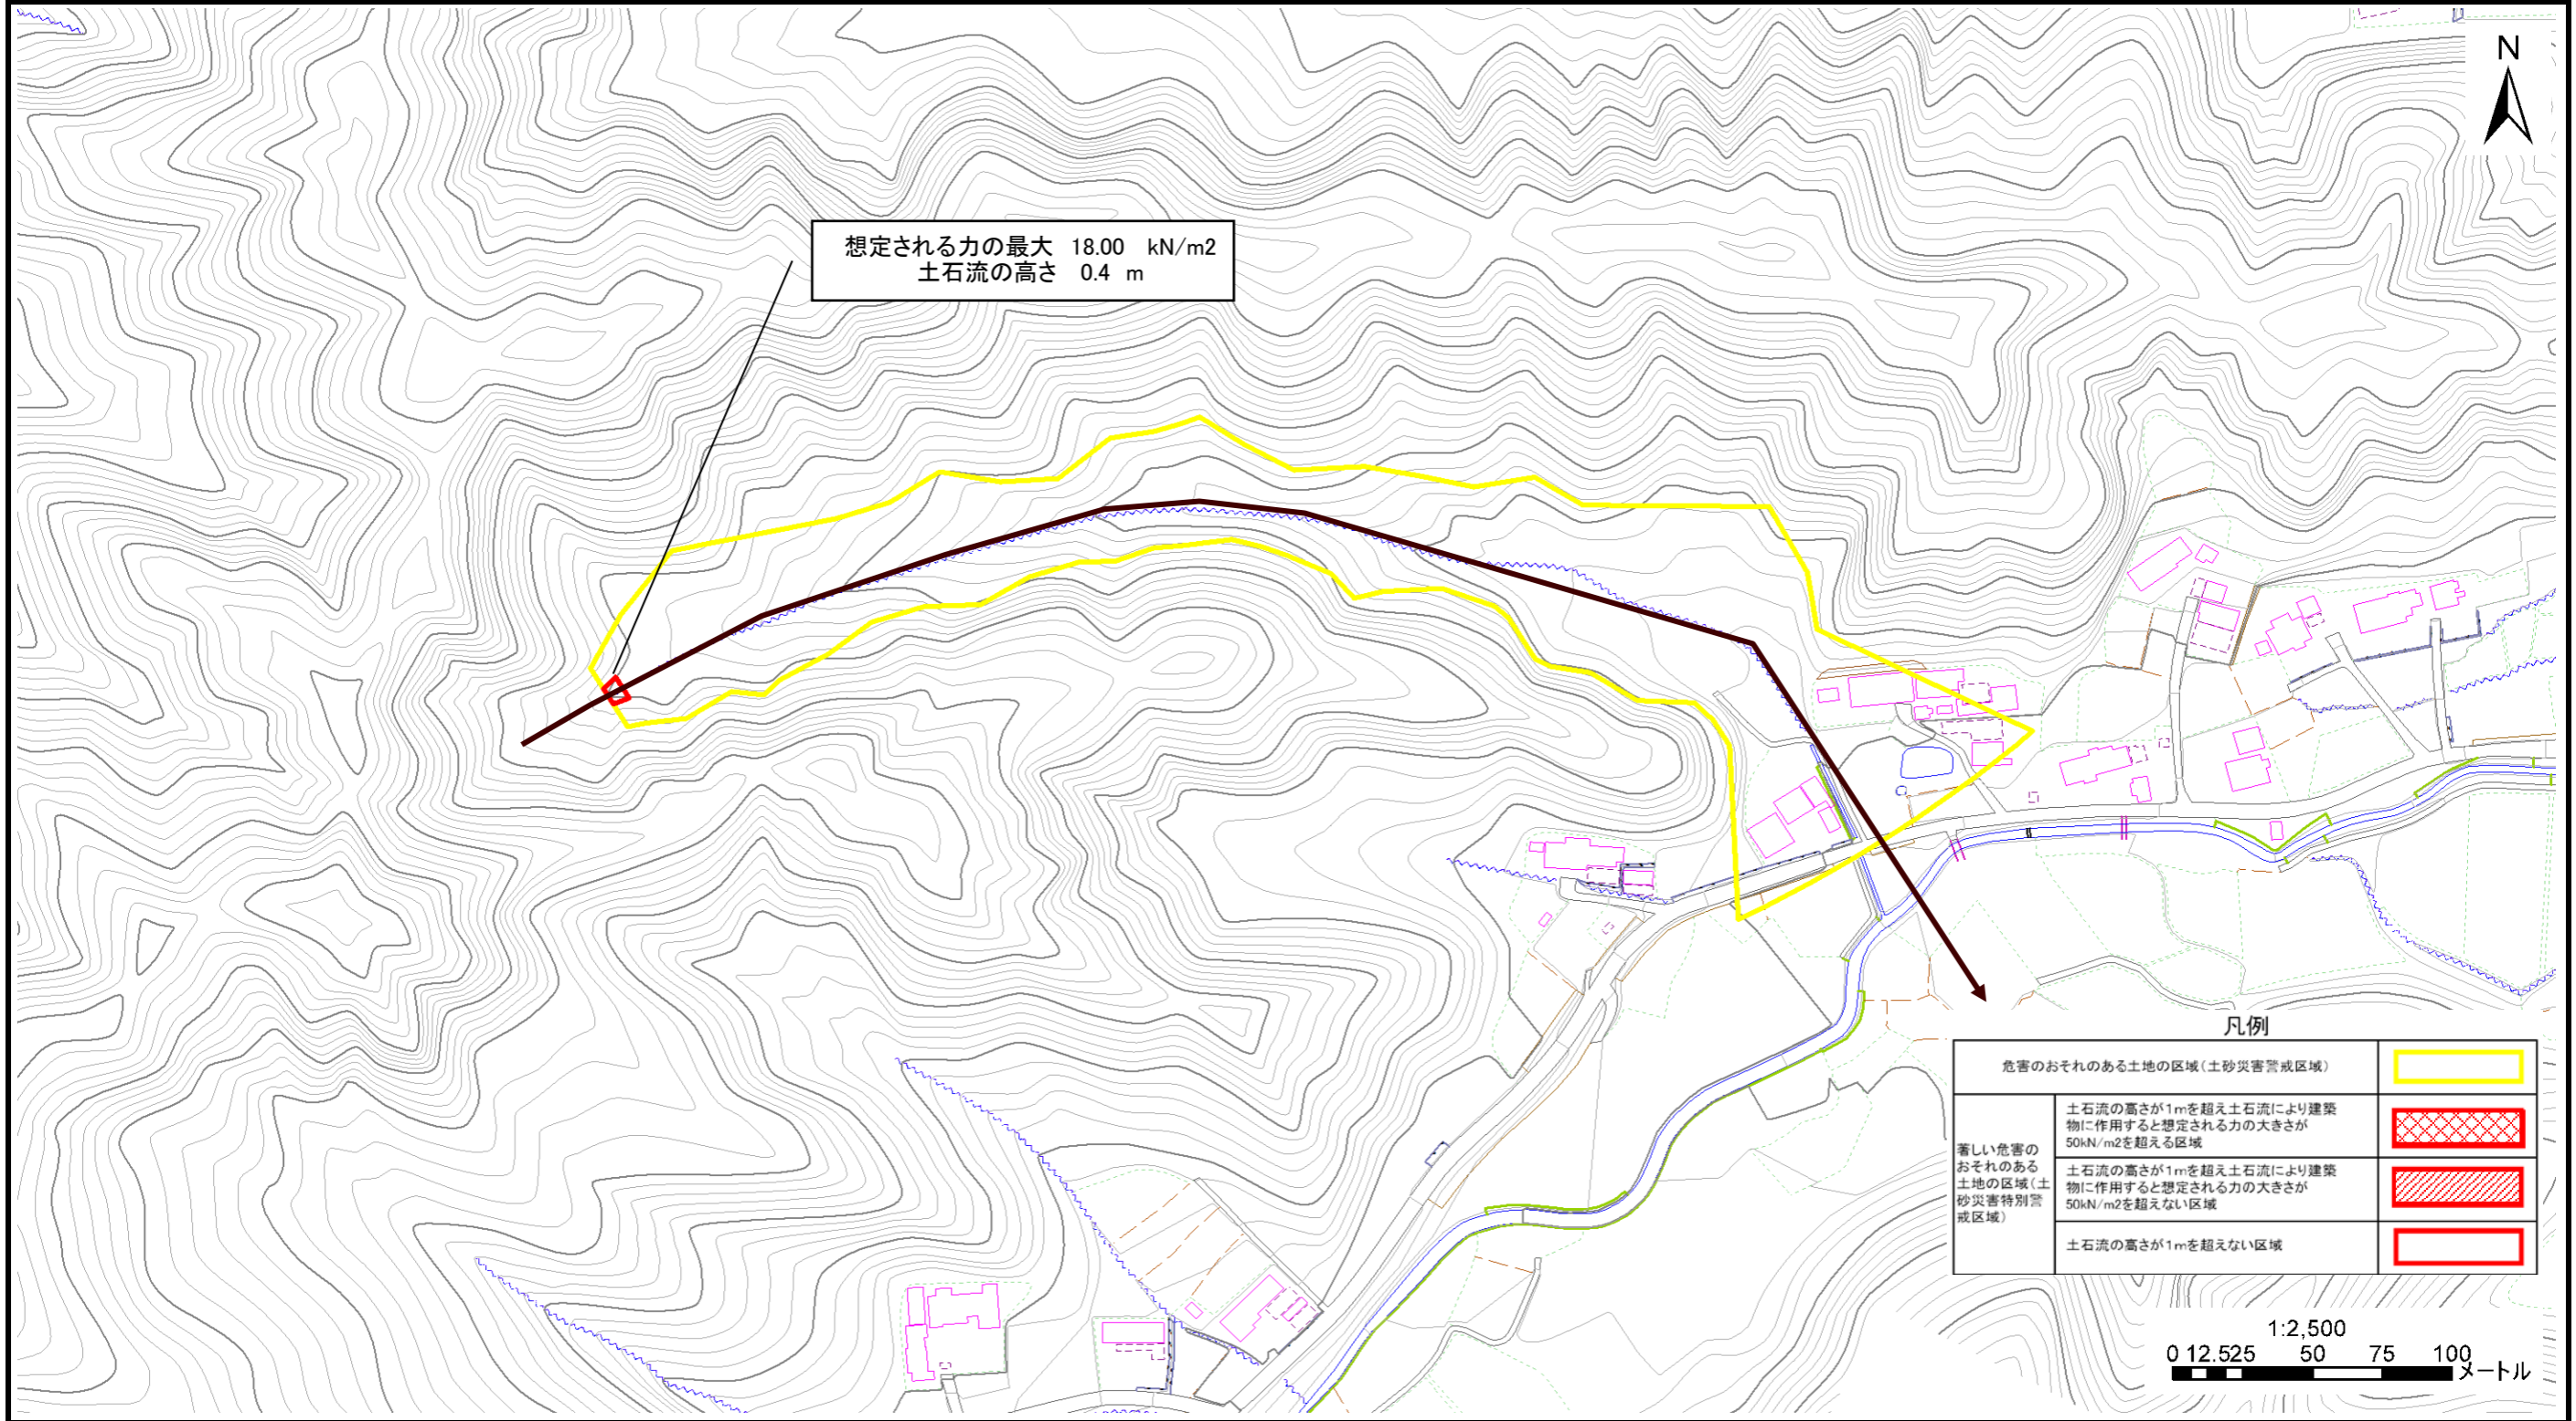 N
想定される力の最大 18.00 kN/m2
土石流の高さ 0.4 m
凡例
危害のおそれのある土地の区域(土砂災害警戒区域)
著しい危害の
おそれのある
土地の区域(土
砂災害特別警
戒区域)
土石流の高さが1mを超え土石流により建築
物に作用すると想定される力の大きさが
50kN/m2を超える区域
土石流の高さが1mを超え土石流により建築
物に作用すると想定される力の大きさが
50kN/m2を超えない区域
土石流の高さが1mを超えない区域
1:2,500
0 12.525 50 75 100
メートル